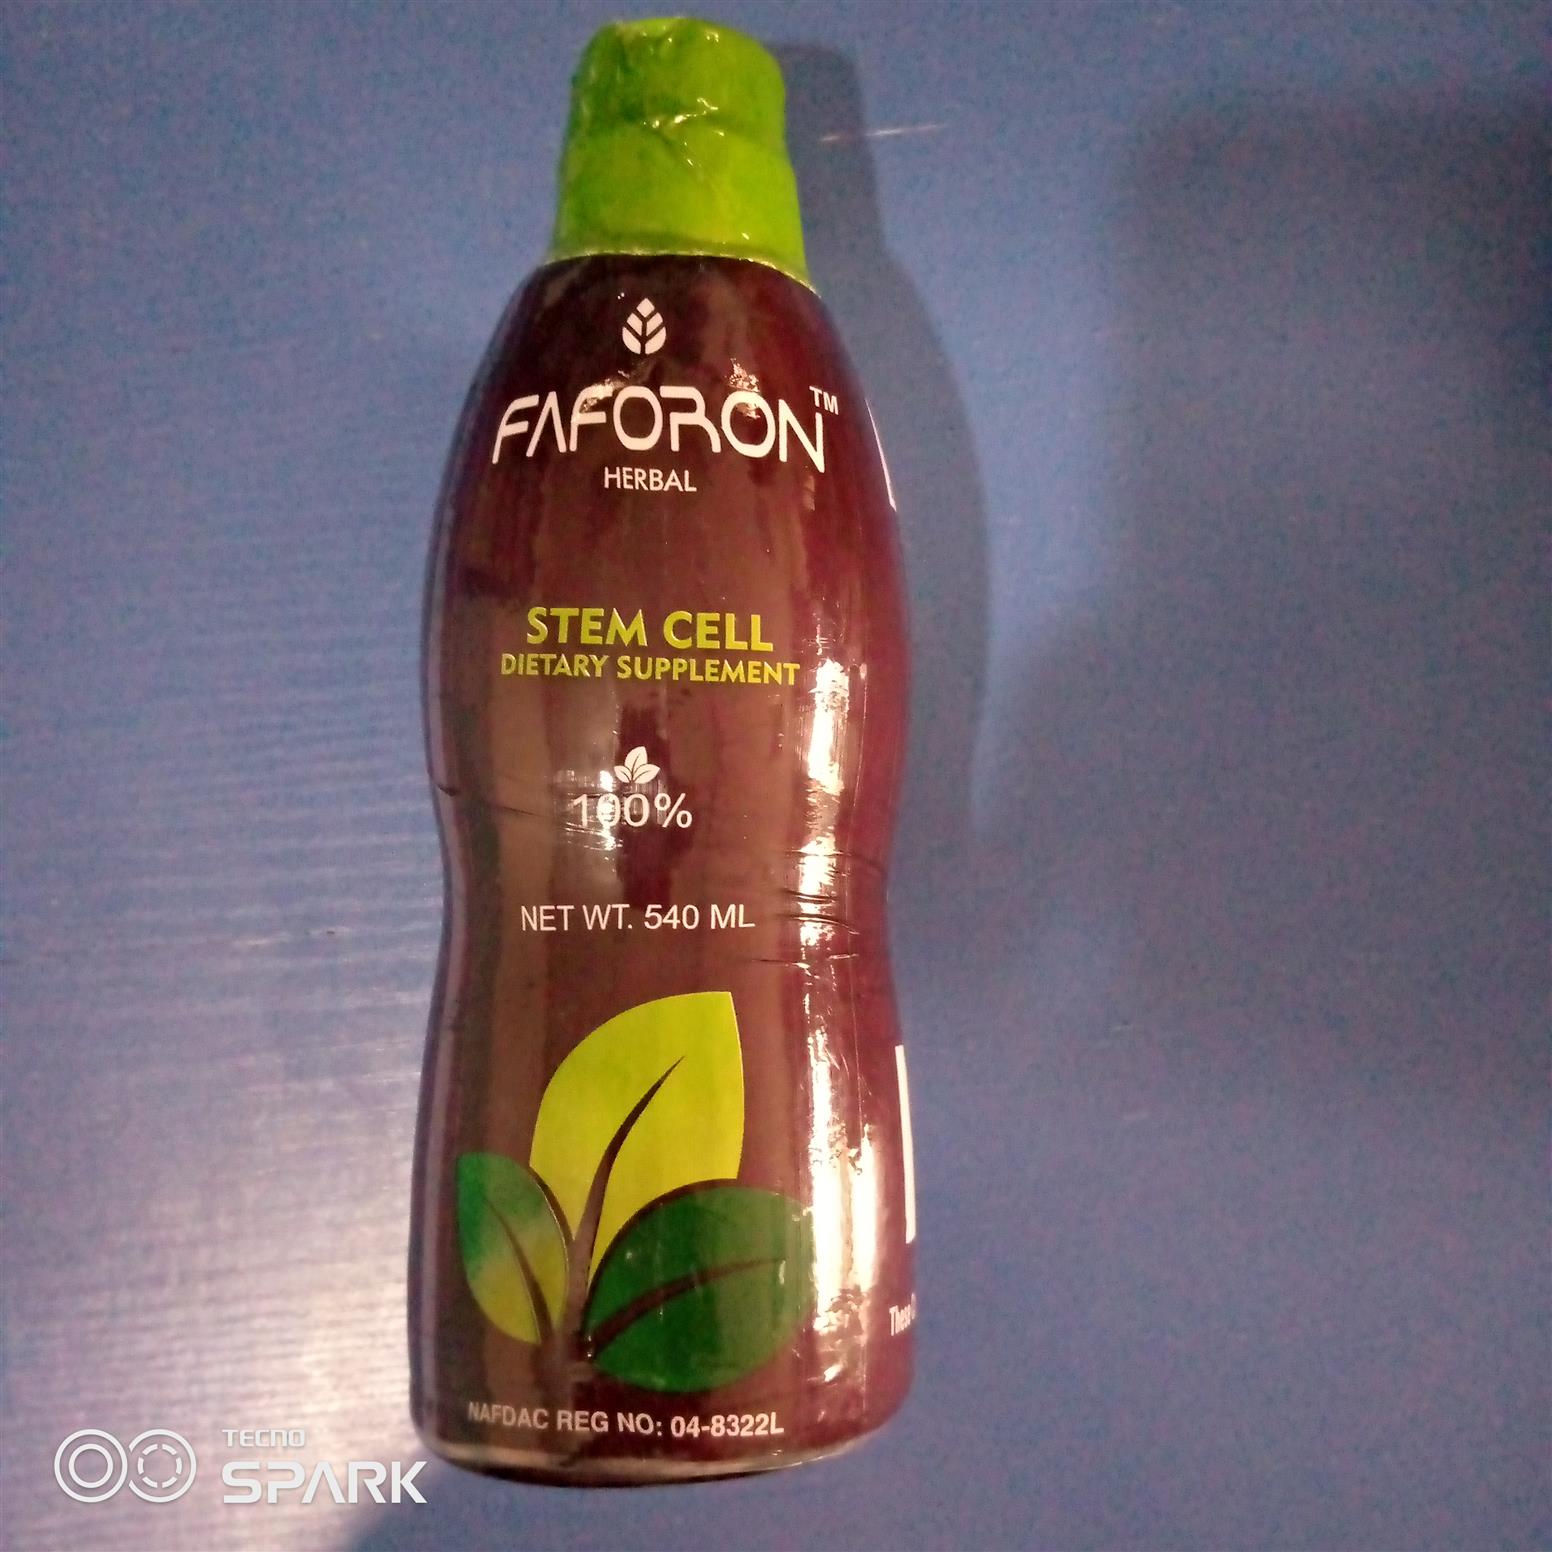 FAFORON™
HERBAL
STEM CELL
DIETARY SUPPLEMENT
100%
NET WT. 540 ML
NAFDAC REG NO: 04-8322L
TECNO
SPARK